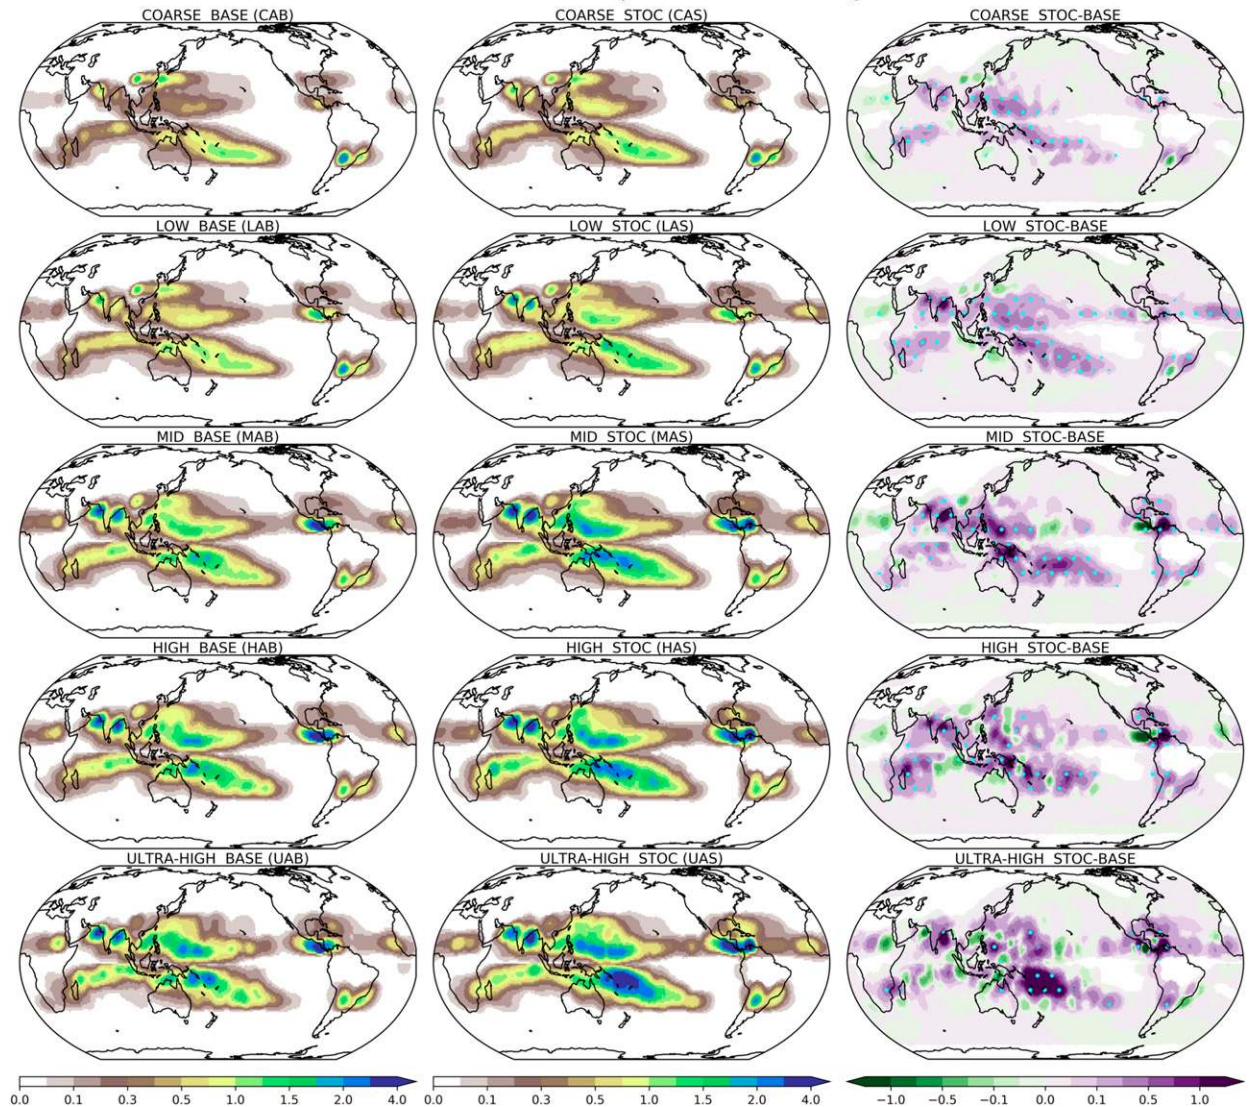 COARSE BASE (CAB) COARSE STOC (CAS) COARSE STOC-BASE
LOW BASE (LAB) LOW STOC (LAS) LOW STOC-BASE
MID BASE (MAB) MID STOC (MAS) MID STOC-BASE
HIGH BASE (HAB) HIGH STOC (HAS) HIGH STOC-BASE
ULTRA-HIGH BASE (UAB) ULTRA-HIGH STOC (UAS) ULTRA-HIGH STOC-BASE
0.0 0.1 0.3 0.5 1.0 1.5 2.0 4.0 0.0 0.1 0.3 0.5 1.0 1.5 2.0 4.0 −1.0 −0.5 −0.1 0.0 0.1 0.5 1.0